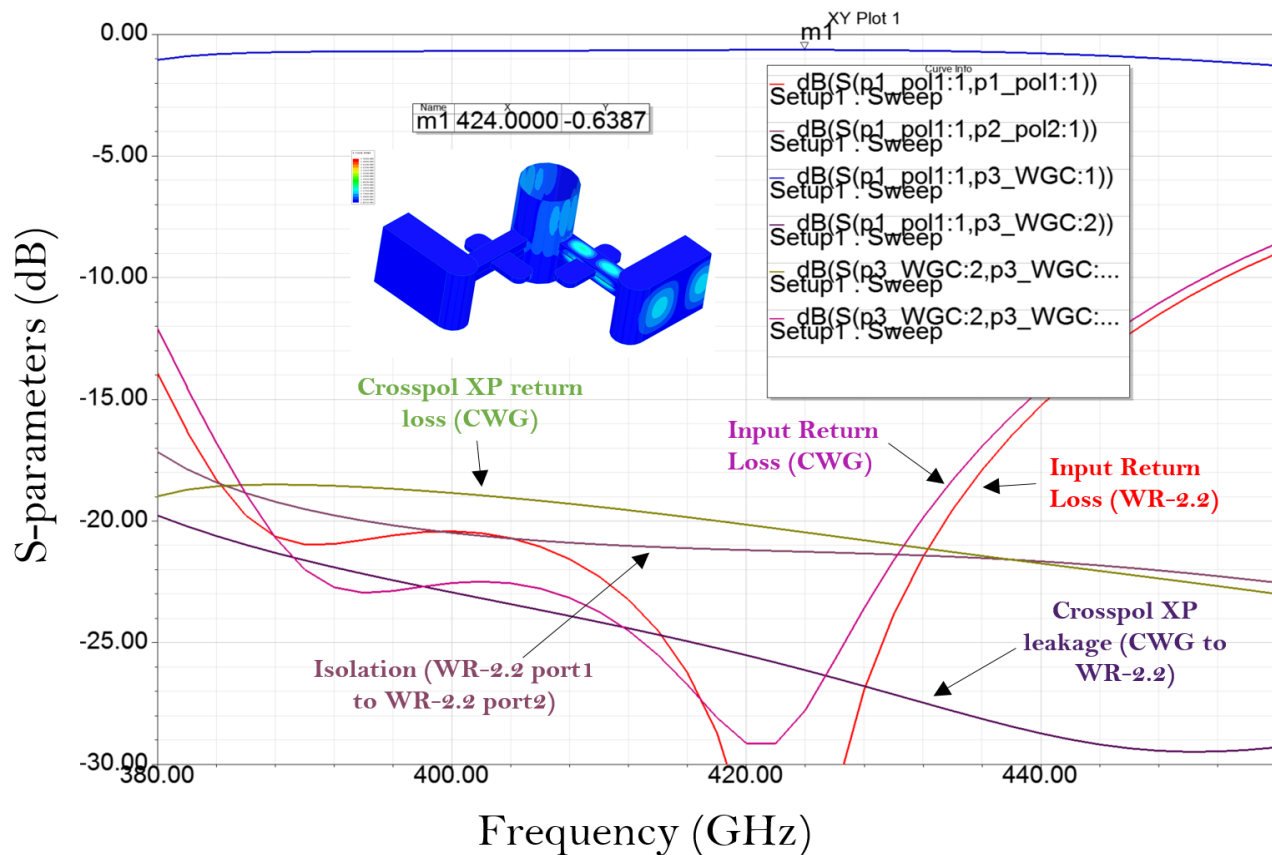 XY Plot 1
m1
0.00
-5.00
-10.00
-15.00
-20.00
-25.00
-30.00
S-parameters (dB)
Name X Y
m1 424.0000 -0.6387
Curve Info
dB(S(p1_pol1:1,p1_pol1:1))
Setup1 : Sweep
dB(S(p1_pol1:1,p2_pol2:1))
Setup1 : Sweep
dB(S(p1_pol1:1,p3_WGC:1))
Setup1 : Sweep
dB(S(p1_pol1:1,p3_WGC:2))
Setup1 : Sweep
dB(S(p3_WGC:2,p3_WGC:...
Setup1 : Sweep
dB(S(p3_WGC:2,p3_WGC:...
Setup1 : Sweep
Crosspol XP return
loss (CWG)
Input Return
Loss (CWG)
Input Return
Loss (WR-2.2)
Isolation (WR-2.2 port1
to WR-2.2 port2)
Crosspol XP
leakage (CWG to
WR-2.2)
380.00
400.00
420.00
440.00
Frequency (GHz)